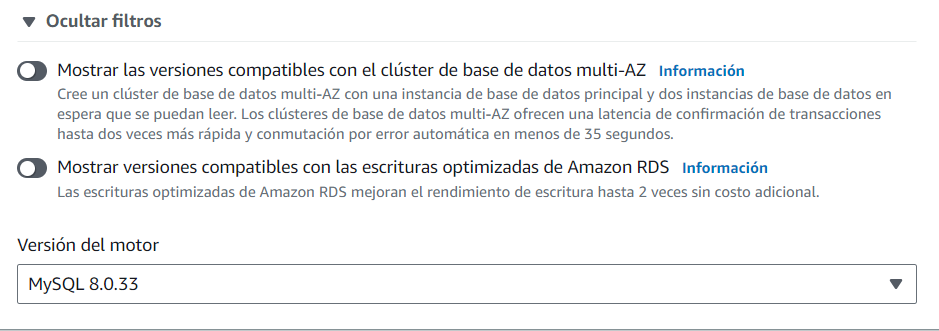 Ocultar filtros
Mostrar las versiones compatibles con el clúster de base de datos multi-AZ Información
Cree un clúster de base de datos multi-AZ con una instancia de base de datos principal y dos instancias de base de datos en
espera que se puedan leer. Los clústeres de base de datos multi-AZ ofrecen una latencia de confirmación de transacciones
hasta dos veces más rápida y conmutación por error automática en menos de 35 segundos.
Mostrar versiones compatibles con las escrituras optimizadas de Amazon RDS Información
Las escrituras optimizadas de Amazon RDS mejoran el rendimiento de escritura hasta 2 veces sin costo adicional.
Versión del motor
MySQL 8.0.33